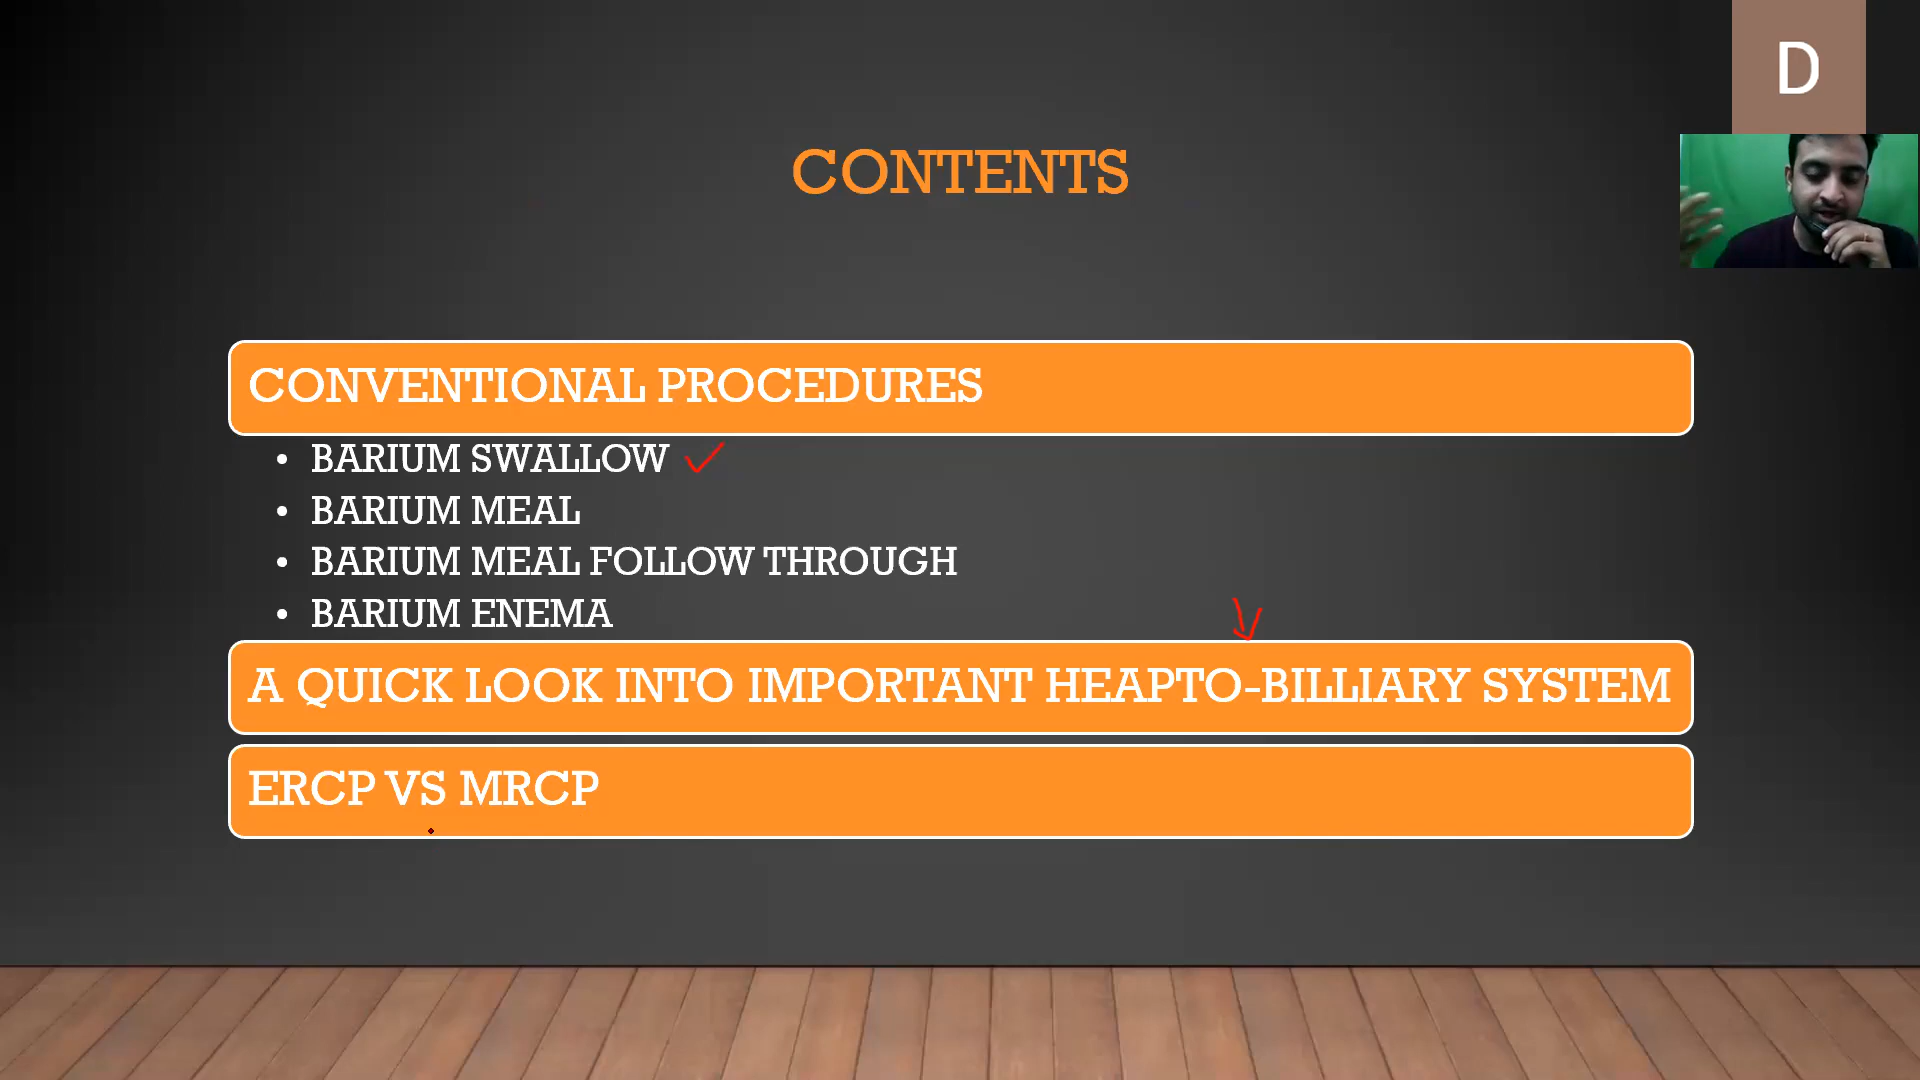 D
CONTENTS
CONVENTIONAL PROCEDURES
• BARIUM SWALLOW
• BARIUM MEAL
• BARIUM MEAL FOLLOW THROUGH
• BARIUM ENEMA
A QUICK LOOK INTO IMPORTANT HEAPTO-BILLIARY SYSTEM
ERCP VS MRCP